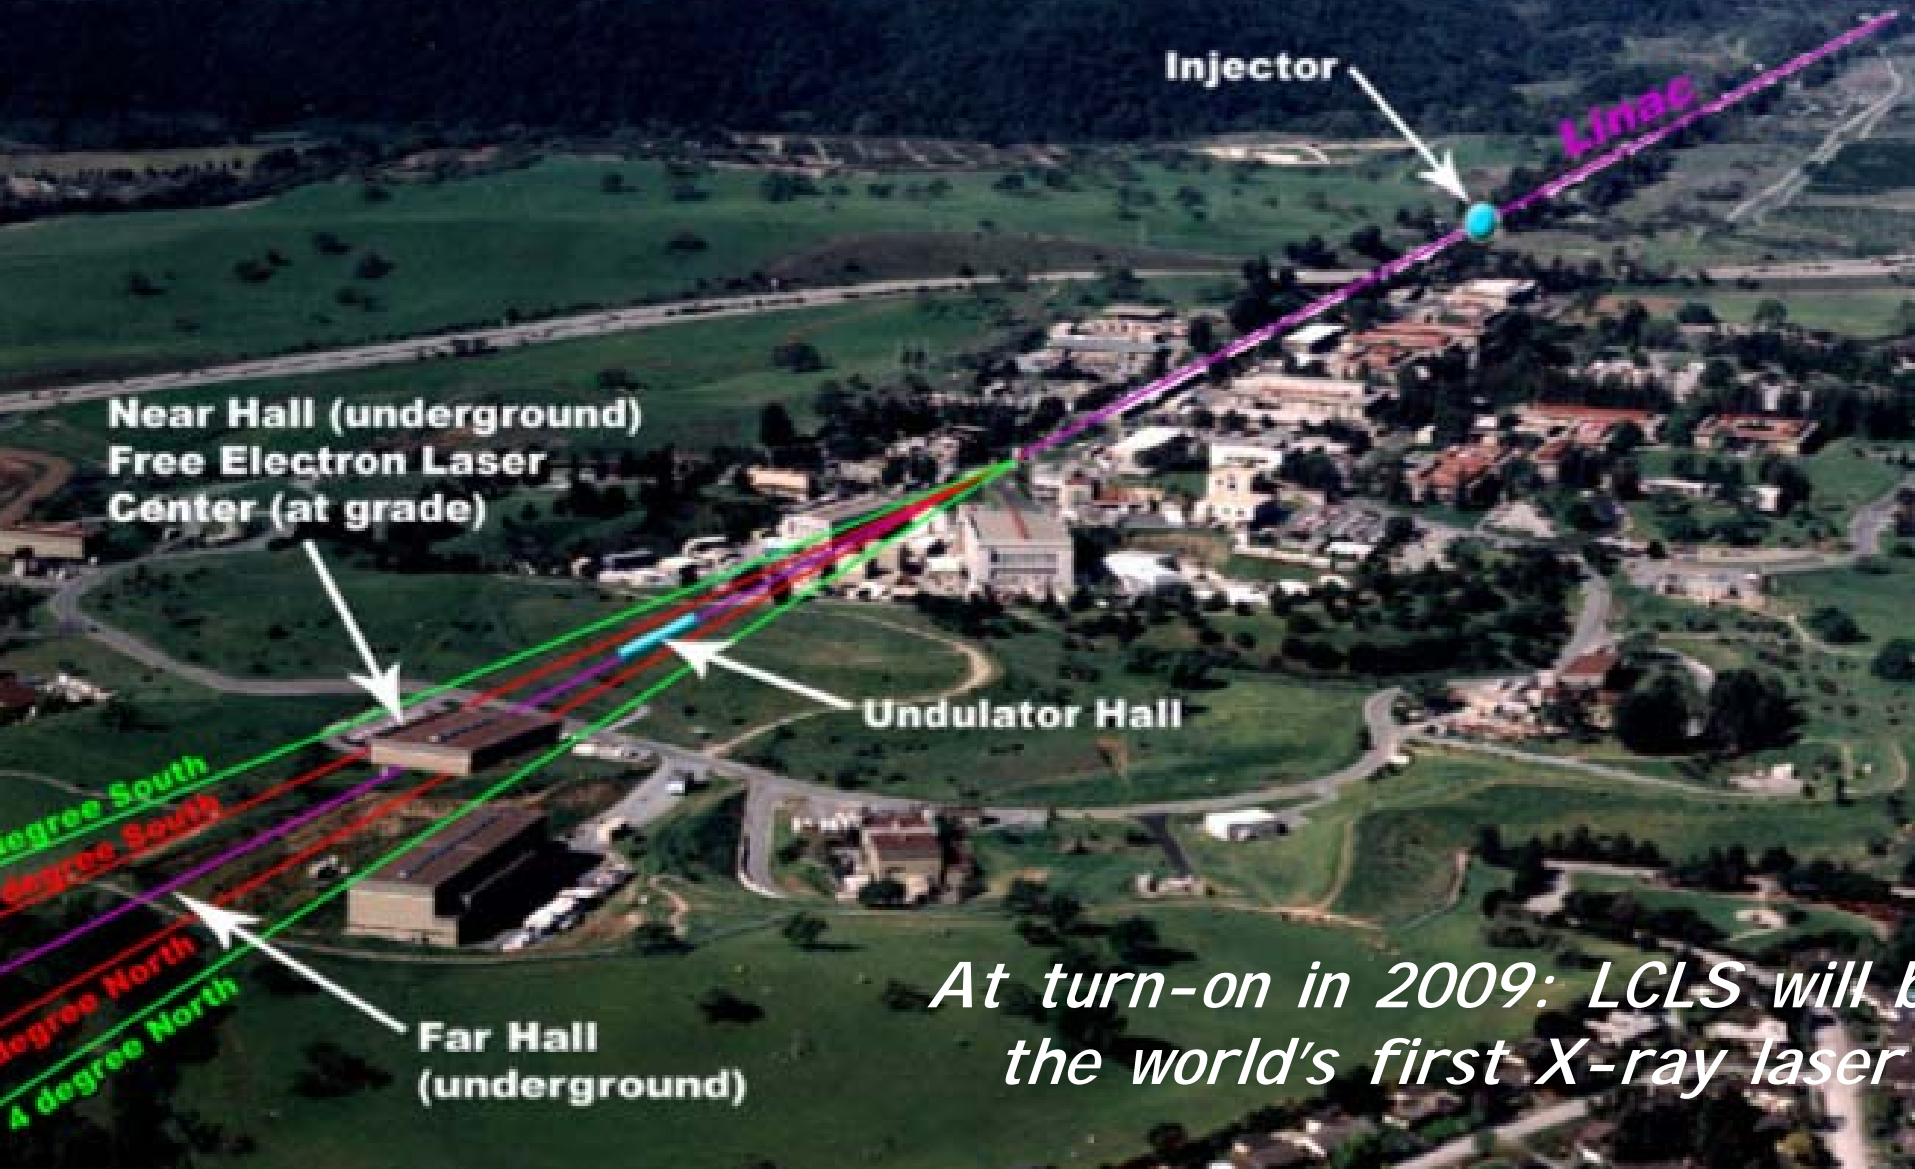 Injector
Linac
Near Hall (underground)
Free Electron Laser
Center (at grade)
Undulator Hall
degree South
degree South
degree North
4 degree North
Far Hall
(underground)
At turn-on in 2009: LCLS will b
the world's first X-ray laser